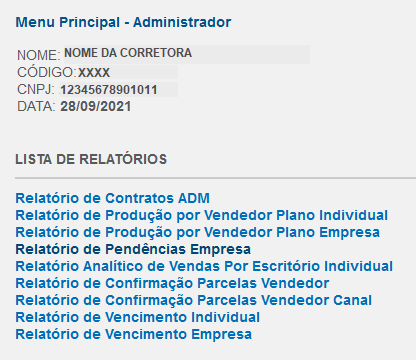 Menu Principal - Administrador
NOME: NOME DA CORRETORA
CÓDIGO: XXXX
CNPJ: 12345678901011
DATA: 28/09/2021
LISTA DE RELATÓRIOS
Relatório de Contratos ADM
Relatório de Produção por Vendedor Plano Individual
Relatório de Produção por Vendedor Plano Empresa
Relatório de Pendências Empresa
Relatório Analítico de Vendas Por Escritório Individual
Relatório de Confirmação Parcelas Vendedor
Relatório de Confirmação Parcelas Vendedor Canal
Relatório de Vencimento Individual
Relatório de Vencimento Empresa